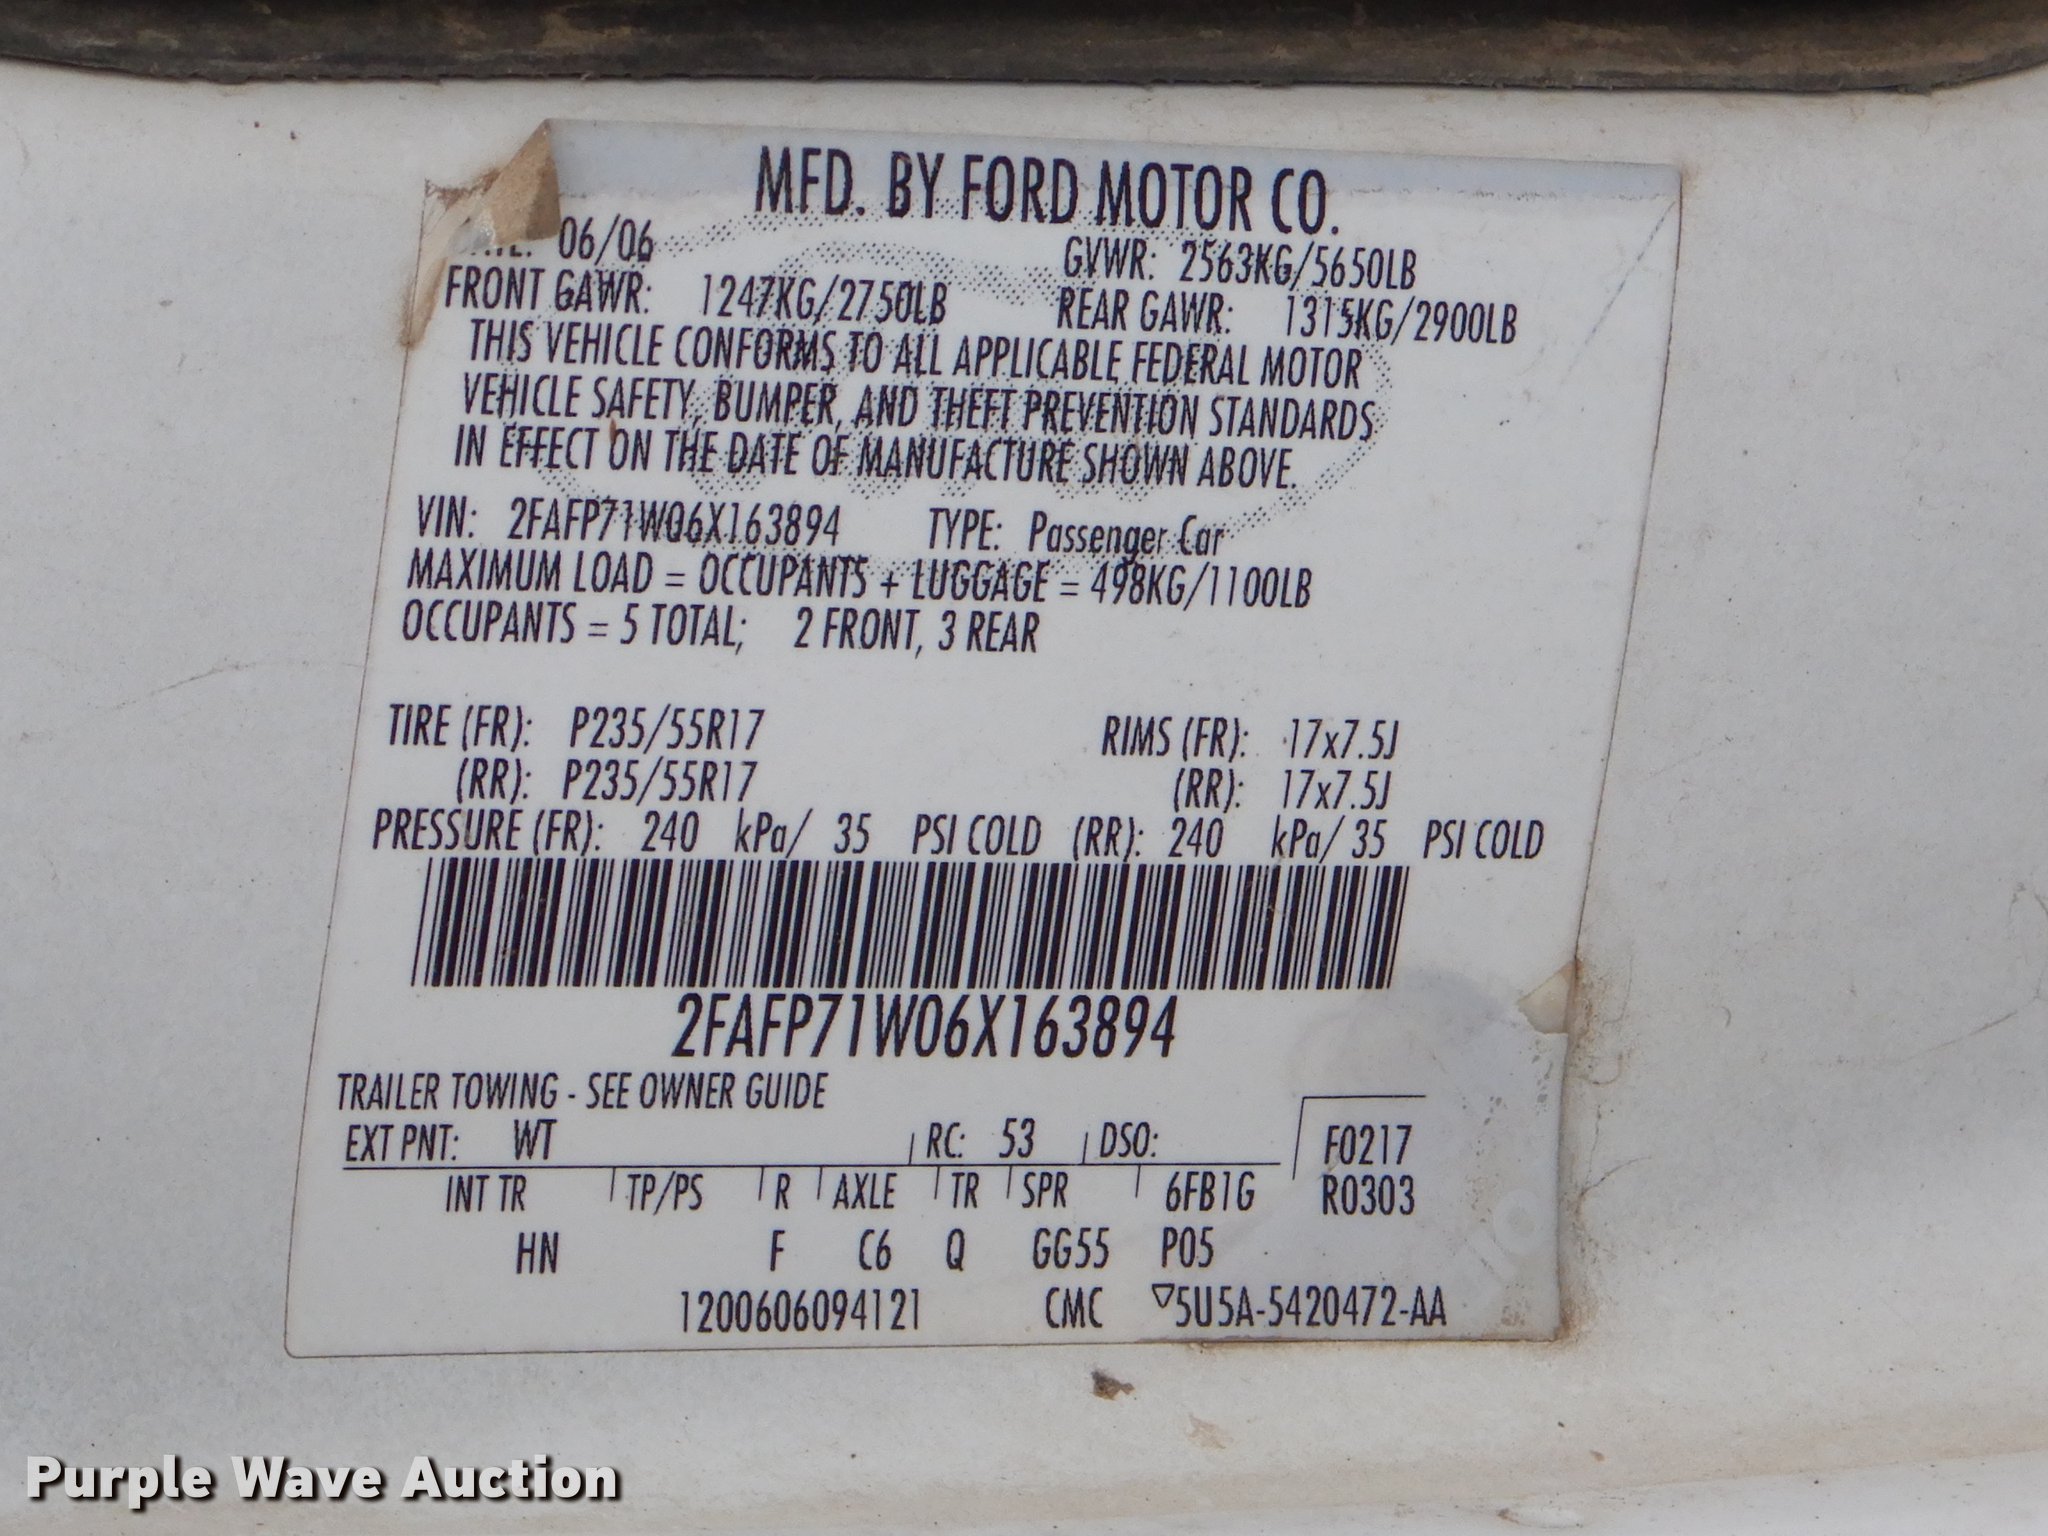 MFD. BY FORD MOTOR CO.
06/06 GVWR: 2563KG/5650LB
FRONT GAWR: 1247KG/2750LB REAR GAWR: 1315KG/2900LB
THIS VEHICLE CONFORMS TO ALL APPLICABLE FEDERAL MOTOR
VEHICLE SAFETY, BUMPER, AND THEFT PREVENTION STANDARDS
IN EFFECT ON THE DATE OF MANUFACTURE SHOWN ABOVE.
VIN: 2FAFP71W06X163894 TYPE: Passenger Car
MAXIMUM LOAD = OCCUPANTS + LUGGAGE = 498KG/1100LB
OCCUPANTS = 5 TOTAL; 2 FRONT, 3 REAR
TIRE (FR): P235/55R17 RIMS (FR): 17x7.5J
(RR): P235/55R17 (RR): 17x7.5J
PRESSURE (FR): 240 kPa/ 35 PSI COLD (RR): 240 kPa/ 35 PSI COLD
2FAFP71W06X163894
TRAILER TOWING - SEE OWNER GUIDE
EXT PNT: WT RC: 53 DSO: F0217
INT TR TP/PS R AXLE TR SPR 6FB1G R0303
HN F C6 Q GG55 P05
1200606094121 CMC ▽5U5A-5420472-AA
Purple Wave Auction